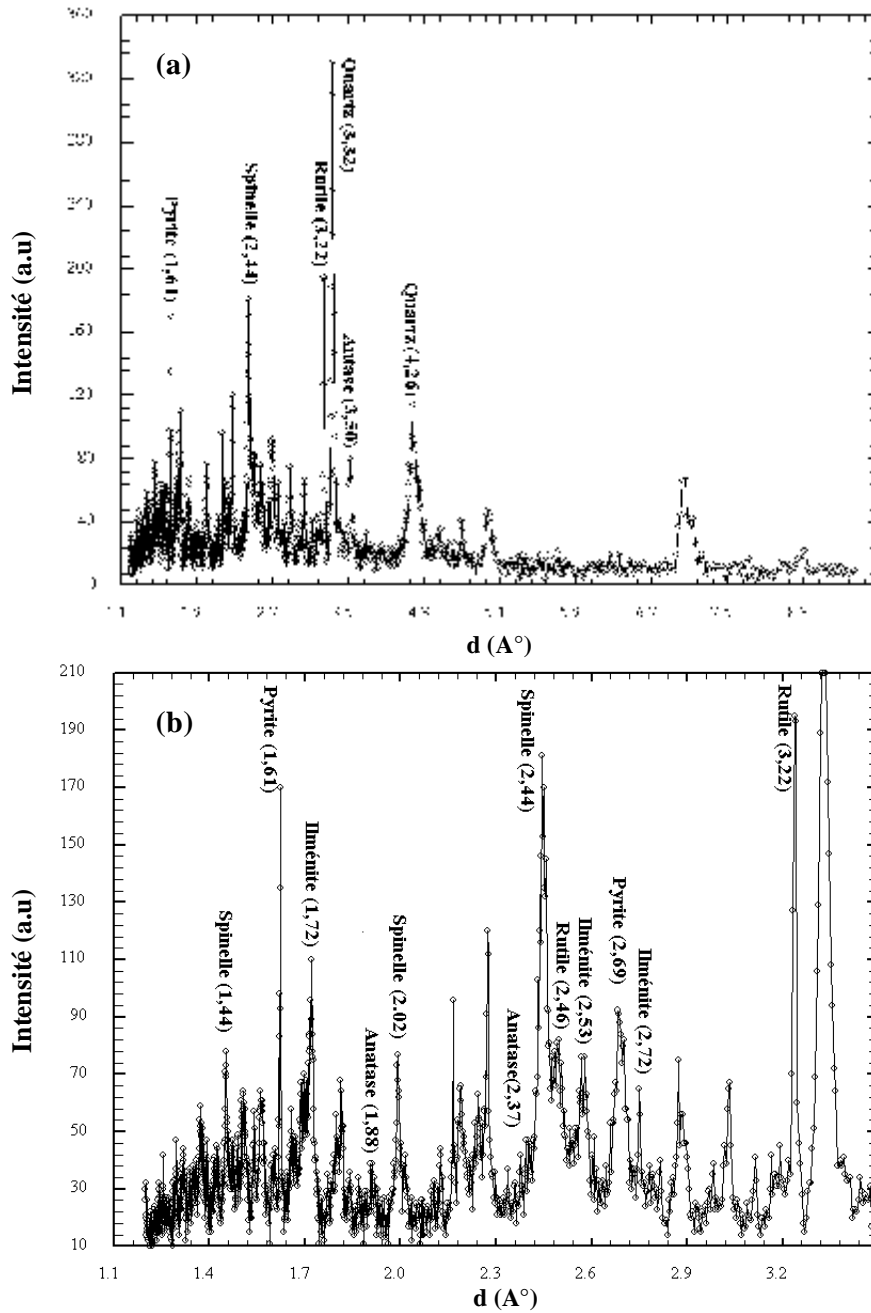 (a)
Pyrite (1,61)
Spinelle (2,44)
Rutile (3,22)
Quartz (3,32)
Anatase (3,50)
Quartz (4,26)
Intensité (a.u)
200
80
40
0
d (A°)
(b)
Pyrite (1,61)
Ilménite (1,72)
Spinelle (1,44)
Anatase (1,88)
Spinelle (2.02)
Spinelle (2,44)
Anatase(2,37)
Rutile (2,46)
Ilménite (2,53)
Pyrite (2,69)
Ilménite (2,72)
Rutile (3,22)
Intensité (a.u)
210
190
170
150
130
110
90
70
50
30
10
1.1 1.4 1.7 2.0 2.3 2.6 2.9 3.2
d (A°)